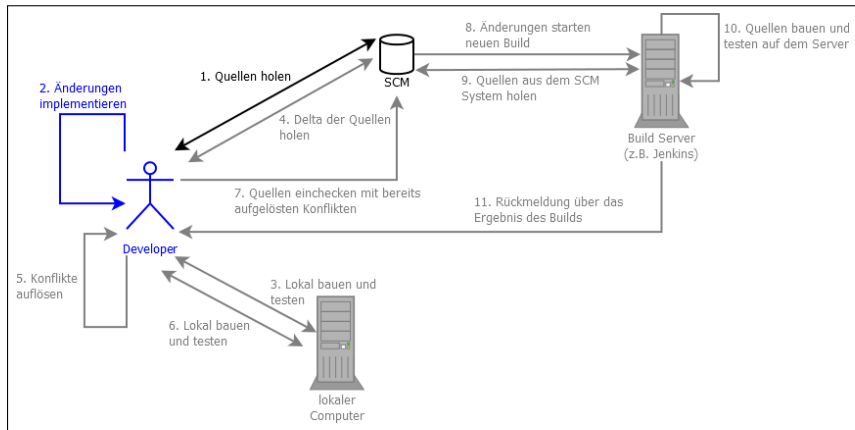 8. Änderungen starten
neuen Build
10. Quellen bauen und
testen auf dem Server
1. Quellen holen
SCM
9. Quellen aus dem SCM
System holen
2. Änderungen
implementieren
4. Delta der Quellen
holen
Build Server
(z.B. Jenkins)
7. Quellen einchecken mit bereits
aufgelösten Konflikten
11. Rückmeldung über das
Ergebnis des Builds
Developer
5. Konflikte
auflösen
3. Lokal bauen und
testen
6. Lokal bauen
und testen
lokaler
Computer